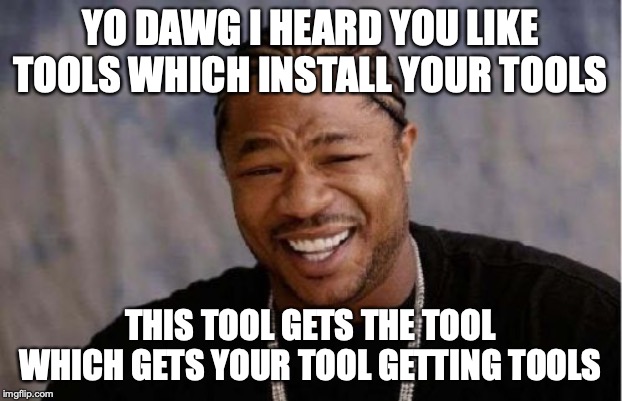 YO DAWG I HEARD YOU LIKE
TOOLS WHICH INSTALL YOUR TOOLS
THIS TOOL GETS THE TOOL
WHICH GETS YOUR TOOL GETTING TOOLS
imgflip.com